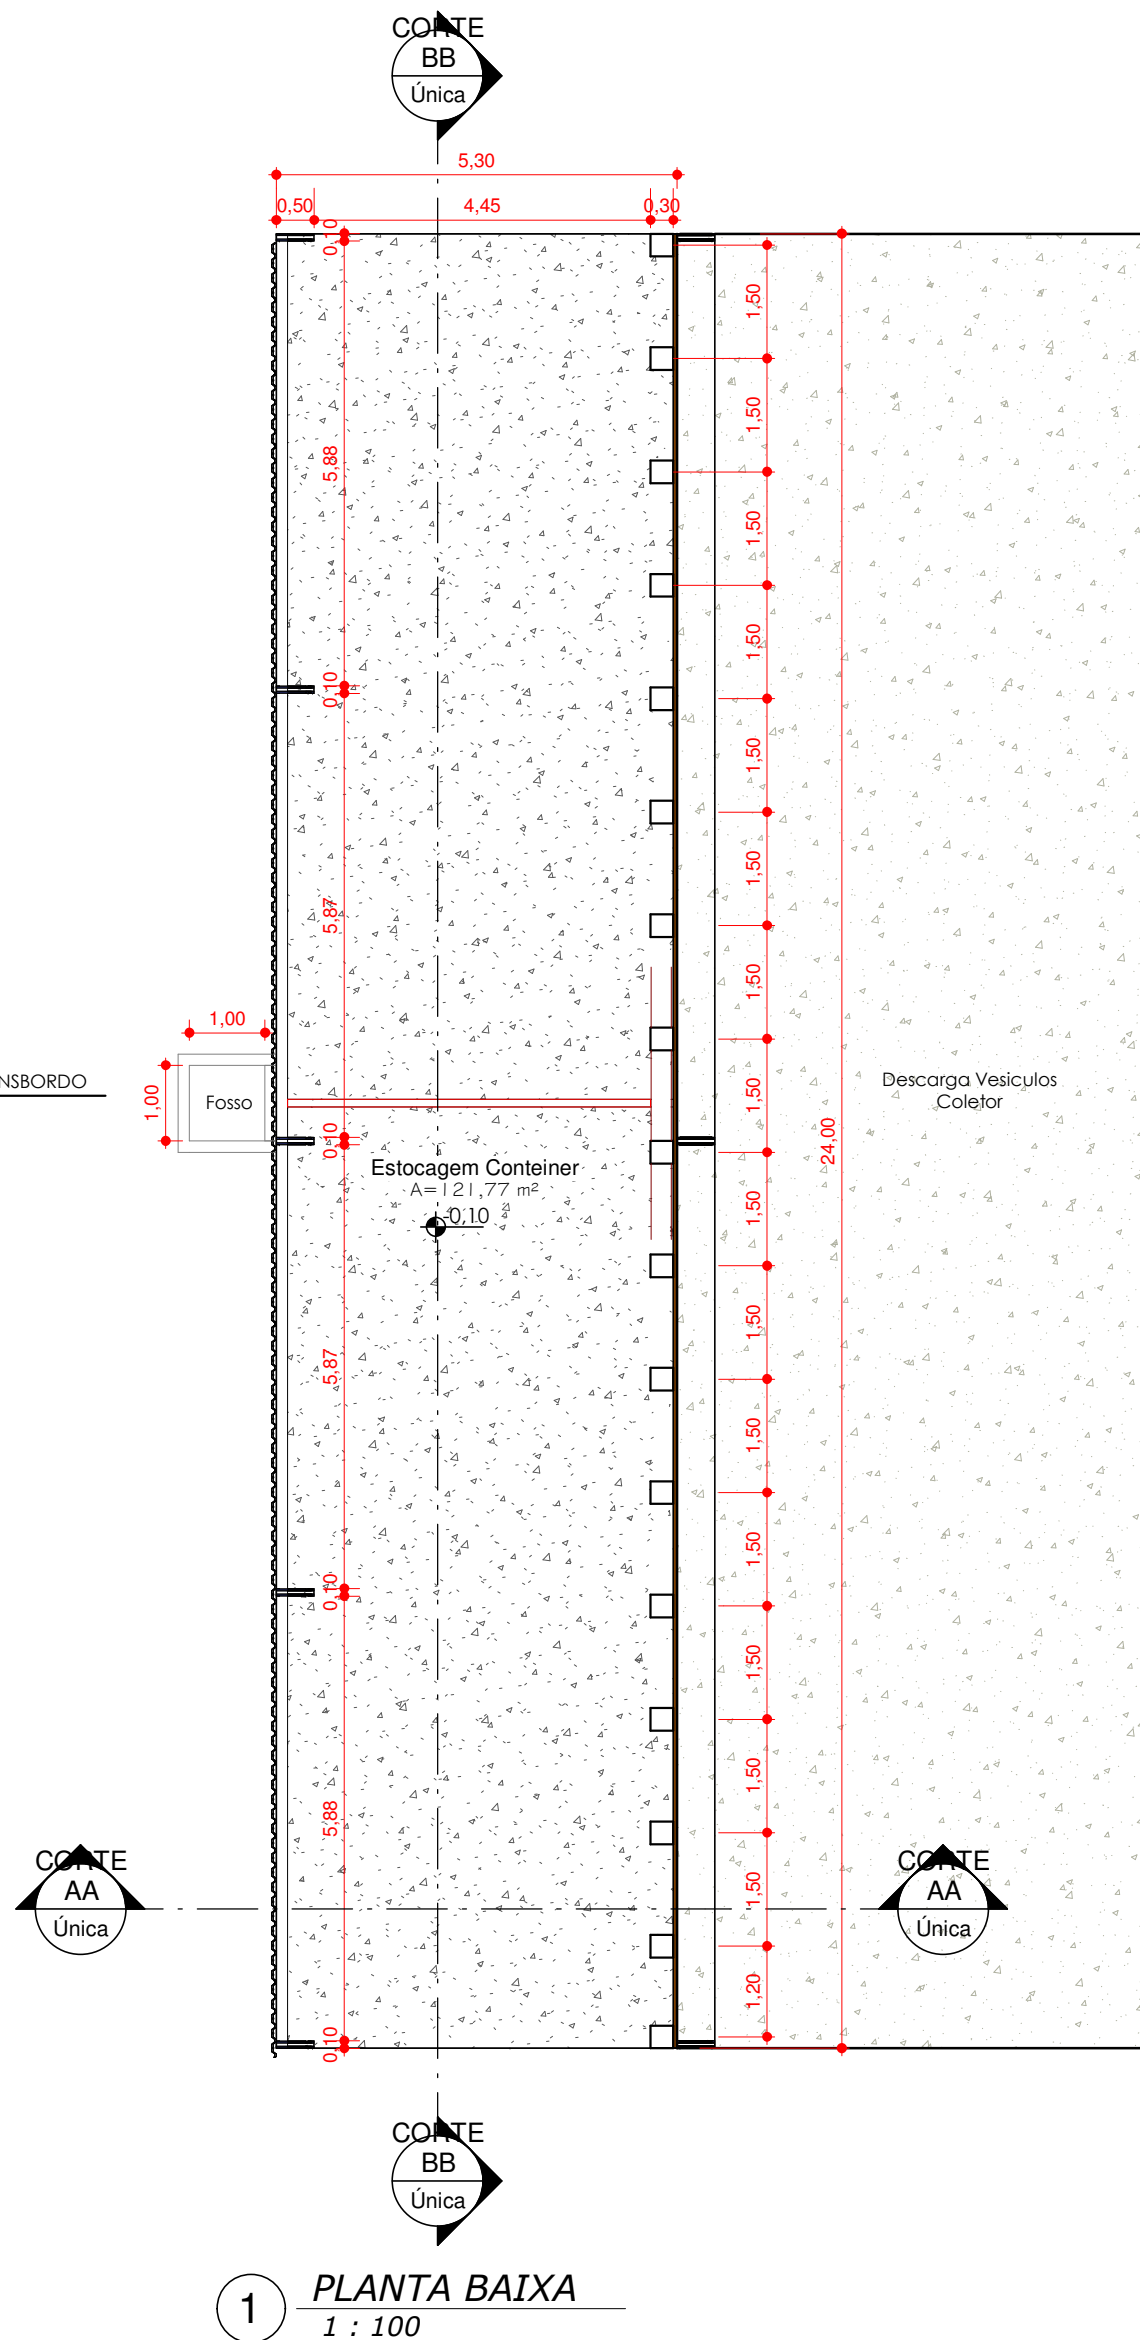 CORTE
BB
Única
5,30
0,50
4,45
0,30
0,10
1,50
1,50
5,88
1,50
1,50
0,10
1,50
1,50
5,87
1,50
1,00
NSBORDO
1,00
Fosso
1,50
Descarga Vesiculos
Coletor
24,00
0,10
Estocagem Conteiner
A=121,77 m²
-0,10
1,50
1,50
5,87
1,50
1,50
0,10
1,50
1,50
5,88
CORTE
AA
Única
1,50
CORTE
AA
Única
1,20
0,10
CORTE
BB
Única
1
PLANTA BAIXA
1 : 100